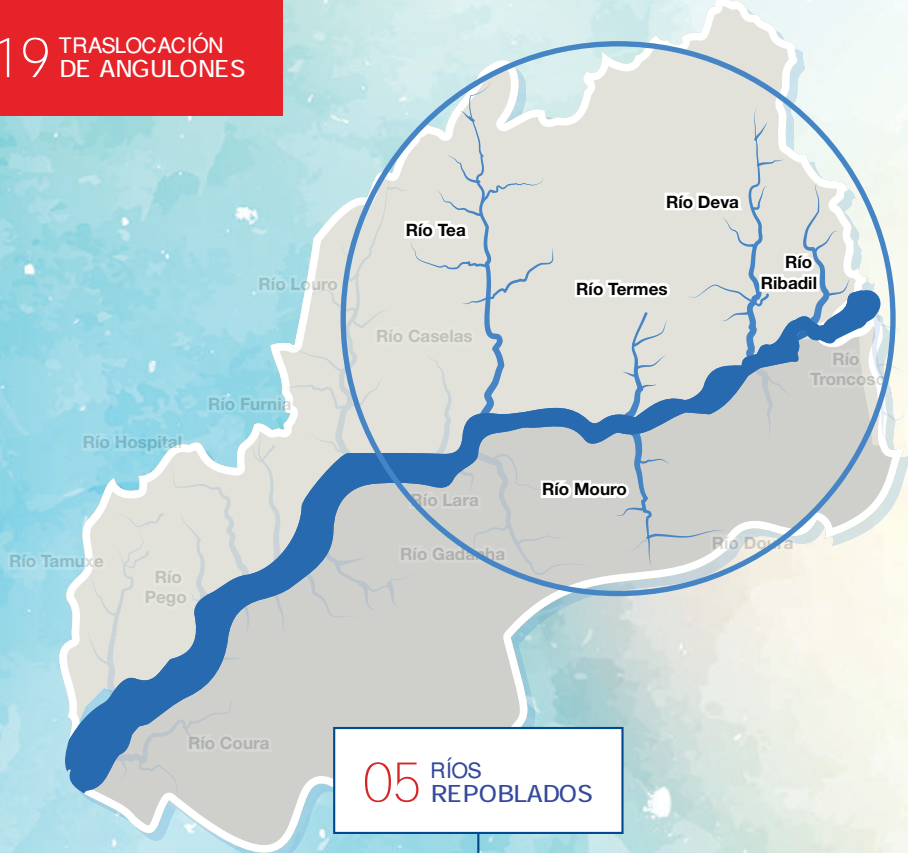 19 TRASLOCACIÓN
DE ANGULONES
Río Tea
Río Deva
Río
Ribadil
Río Termes
Río Louro
Río Caselas
Río
Troncoso
Río Furnia
Río Hospital
Río Lara
Río Mouro
Río Gadanha
Río Doura
Río Tamuxe
Río
Pego
Río Coura
05 RÍOS
REPOBLADOS